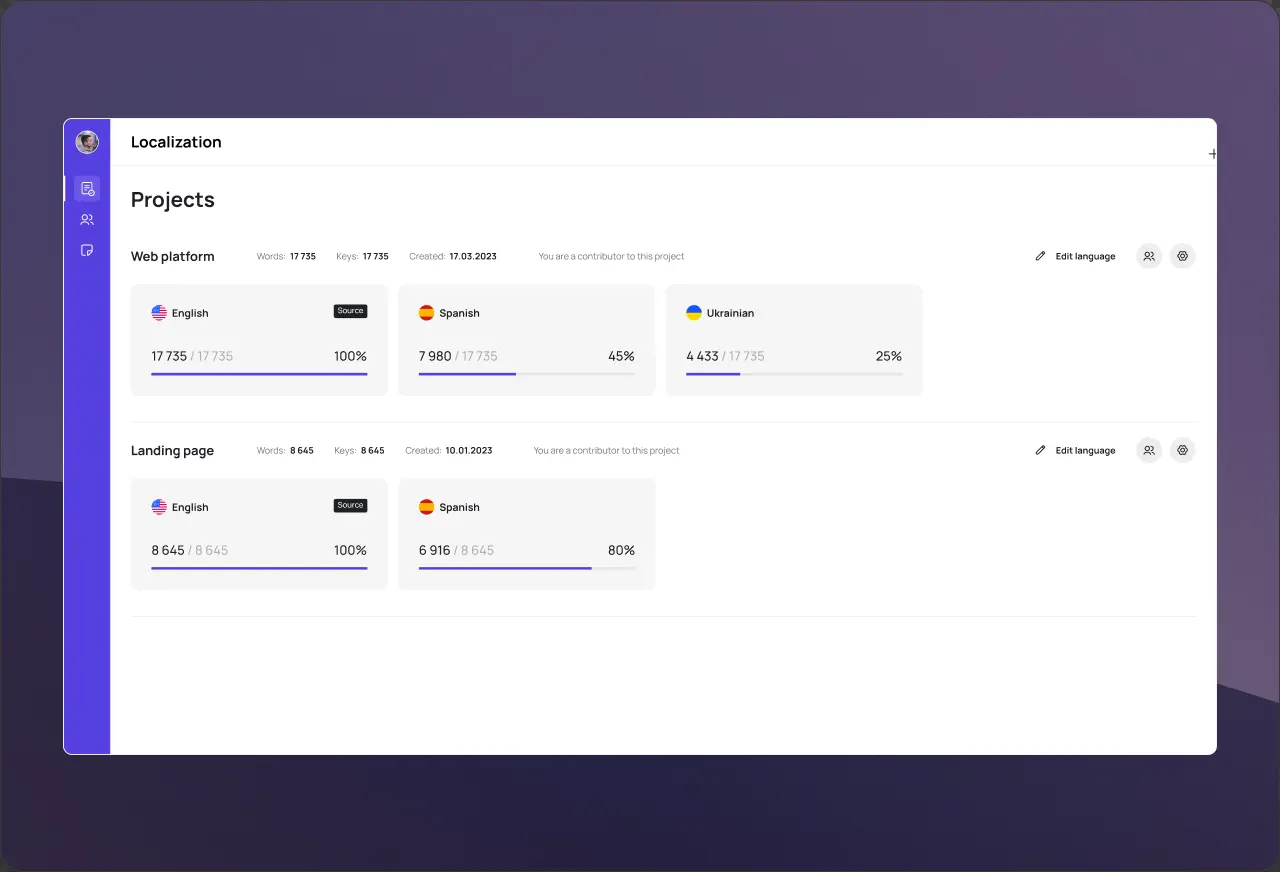 Localization
Projects
Web platform Words: 17 735 Keys: 17 735 Created: 17.03.2023 You are a contributor to this project Edit language
English Source Spanish Ukrainian
17 735 / 17 735 100% 7 980 / 17 735 45% 4 433 / 17 735 25%
Landing page Words: 8 645 Keys: 8 645 Created: 10.01.2023 You are a contributor to this project Edit language
English Source Spanish
8 645 / 8 645 100% 6 916 / 8 645 80%